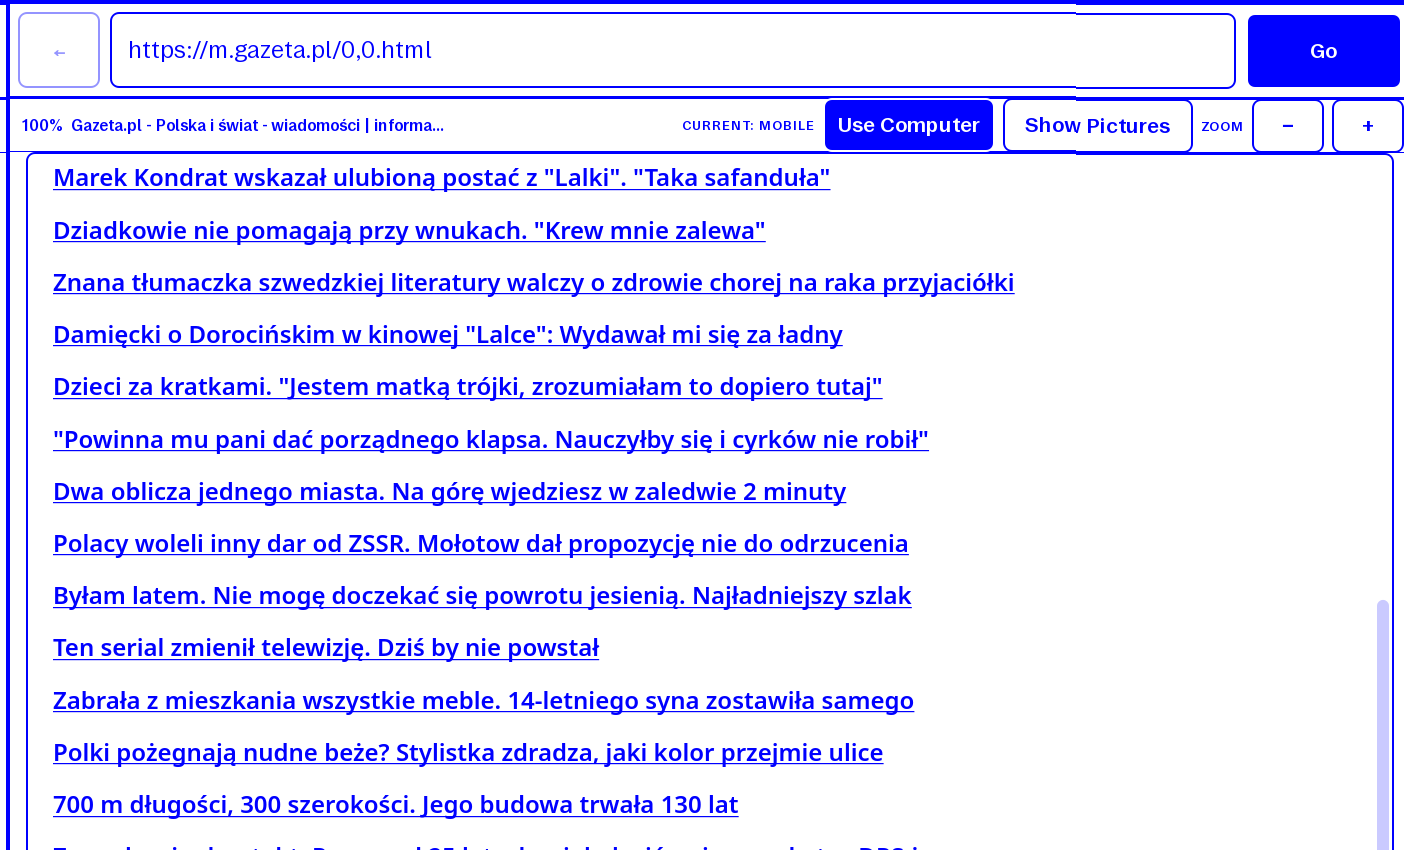 ←
https://m.gazeta.pl/0,0.html
Go
100% Gazeta.pl - Polska i świat - wiadomości | informa...
CURRENT: MOBILE
Use Computer
Show Pictures
ZOOM
−
+
Marek Kondrat wskazał ulubioną postać z "Lalki". "Taka safanduła"
Dziadkowie nie pomagają przy wnukach. "Krew mnie zalewa"
Znana tłumaczka szwedzkiej literatury walczy o zdrowie chorej na raka przyjaciółki
Damięcki o Dorocińskim w kinowej "Lalce": Wydawał mi się za ładny
Dzieci za kratkami. "Jestem matką trójki, zrozumiałam to dopiero tutaj"
"Powinna mu pani dać porządnego klapsa. Nauczyłby się i cyrków nie robił"
Dwa oblicza jednego miasta. Na górę wjedziesz w zaledwie 2 minuty
Polacy woleli inny dar od ZSSR. Mołotow dał propozycję nie do odrzucenia
Byłam latem. Nie mogę doczekać się powrotu jesienią. Najładniejszy szlak
Ten serial zmienił telewizję. Dziś by nie powstał
Zabrała z mieszkania wszystkie meble. 14-letniego syna zostawiła samego
Polki pożegnają nudne beże? Stylistka zdradza, jaki kolor przejmie ulice
700 m długości, 300 szerokości. Jego budowa trwała 130 lat